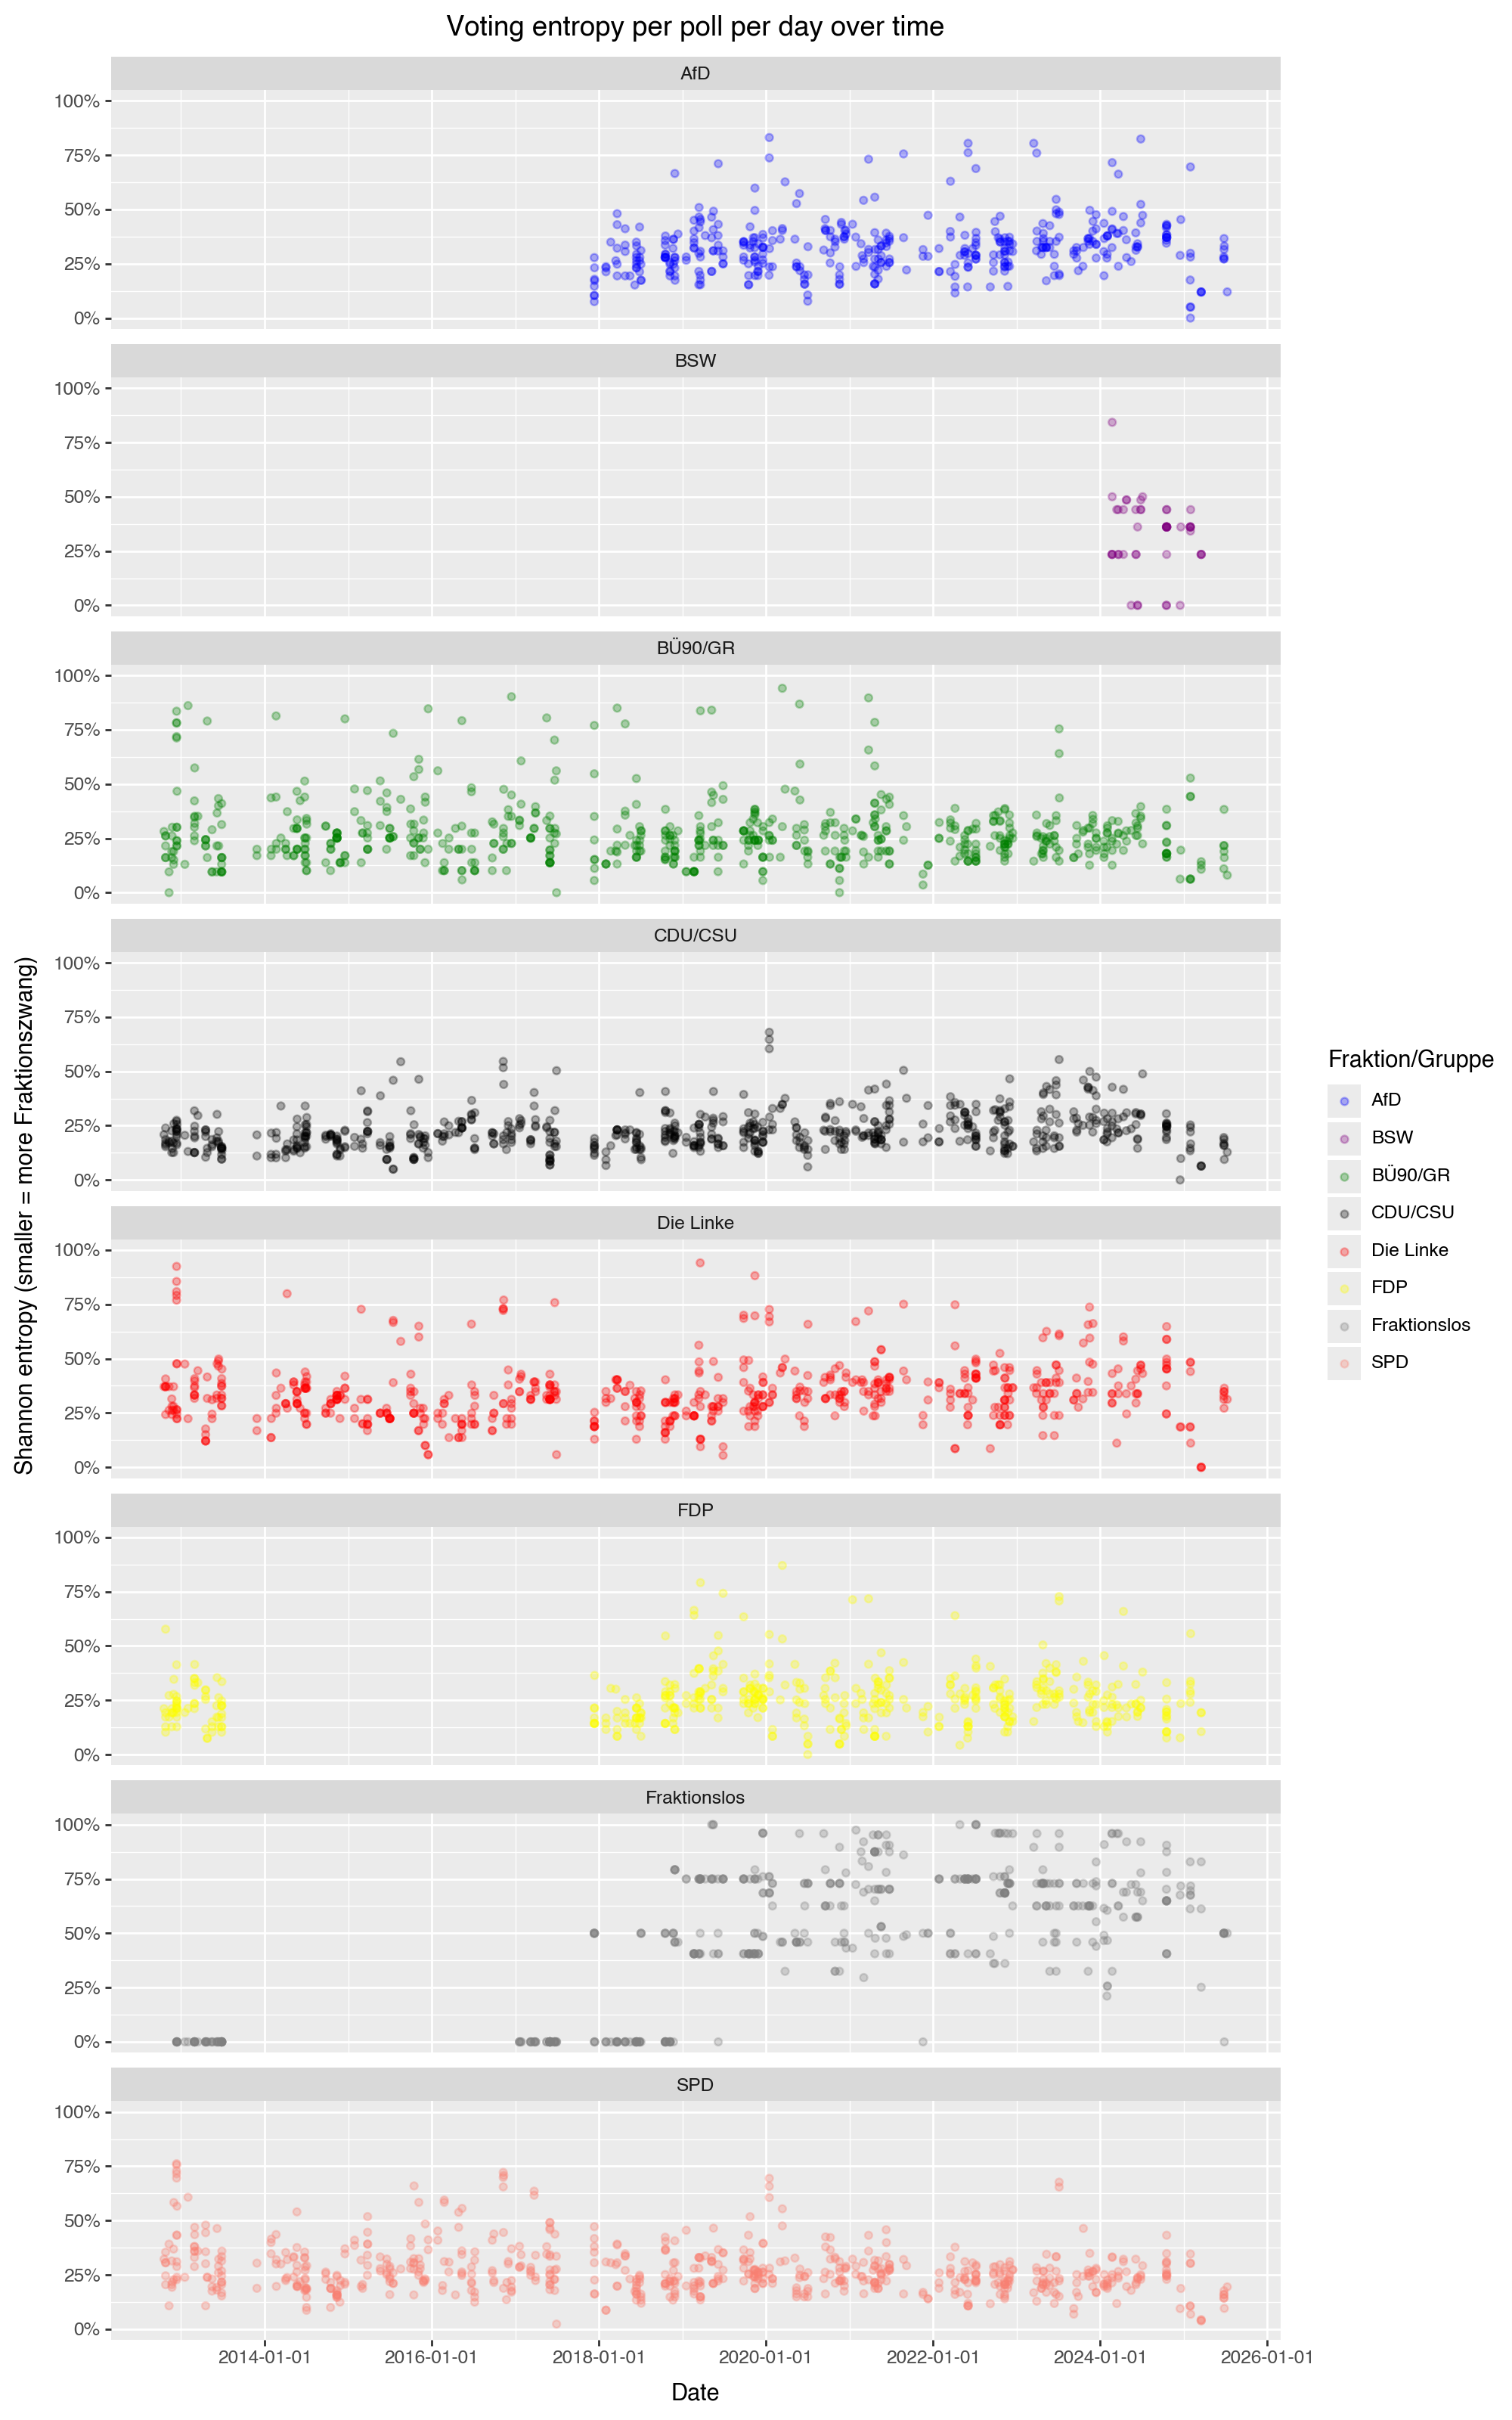 Voting entropy per poll per day over time
AfD
100%
75%
50%
25%
0%
BSW
100%
75%
50%
25%
0%
BÜ90/GR
100%
75%
50%
25%
0%
CDU/CSU
100%
75%
50%
25%
0%
Die Linke
100%
75%
50%
25%
0%
FDP
100%
75%
50%
25%
0%
Fraktionslos
100%
75%
50%
25%
0%
SPD
100%
75%
50%
25%
0%
2014-01-01 2016-01-01 2018-01-01 2020-01-01 2022-01-01 2024-01-01 2026-01-01
Date
Shannon entropy (smaller = more Fraktionszwang)
Fraktion/Gruppe
AfD
BSW
BÜ90/GR
CDU/CSU
Die Linke
FDP
Fraktionslos
SPD